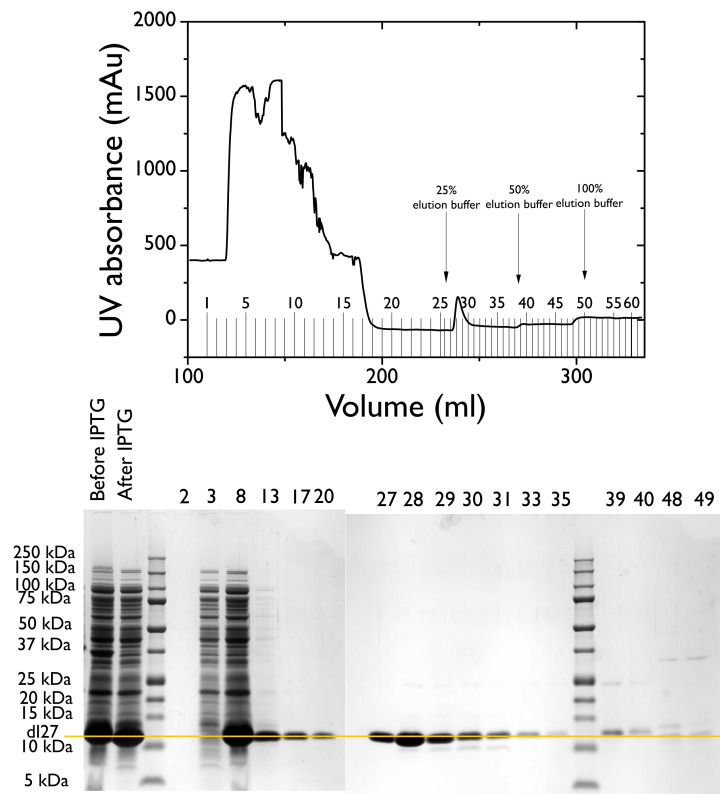 2000
1500
1000
500
0
UV absorbance (mAu)
25%
elution buffer
50%
elution buffer
100%
elution buffer
1 5 10 15 20 25 30 35 40 45 50 55 60
100 200 300
Volume (ml)
Before IPTG
After IPTG
2 3 8 13 17 20 27 28 29 30 31 33 35 39 40 48 49
250 kDa
150 kDa
100 kDa
75 kDa
50 kDa
37 kDa
25 kDa
20 kDa
15 kDa
dI27
10 kDa
5 kDa